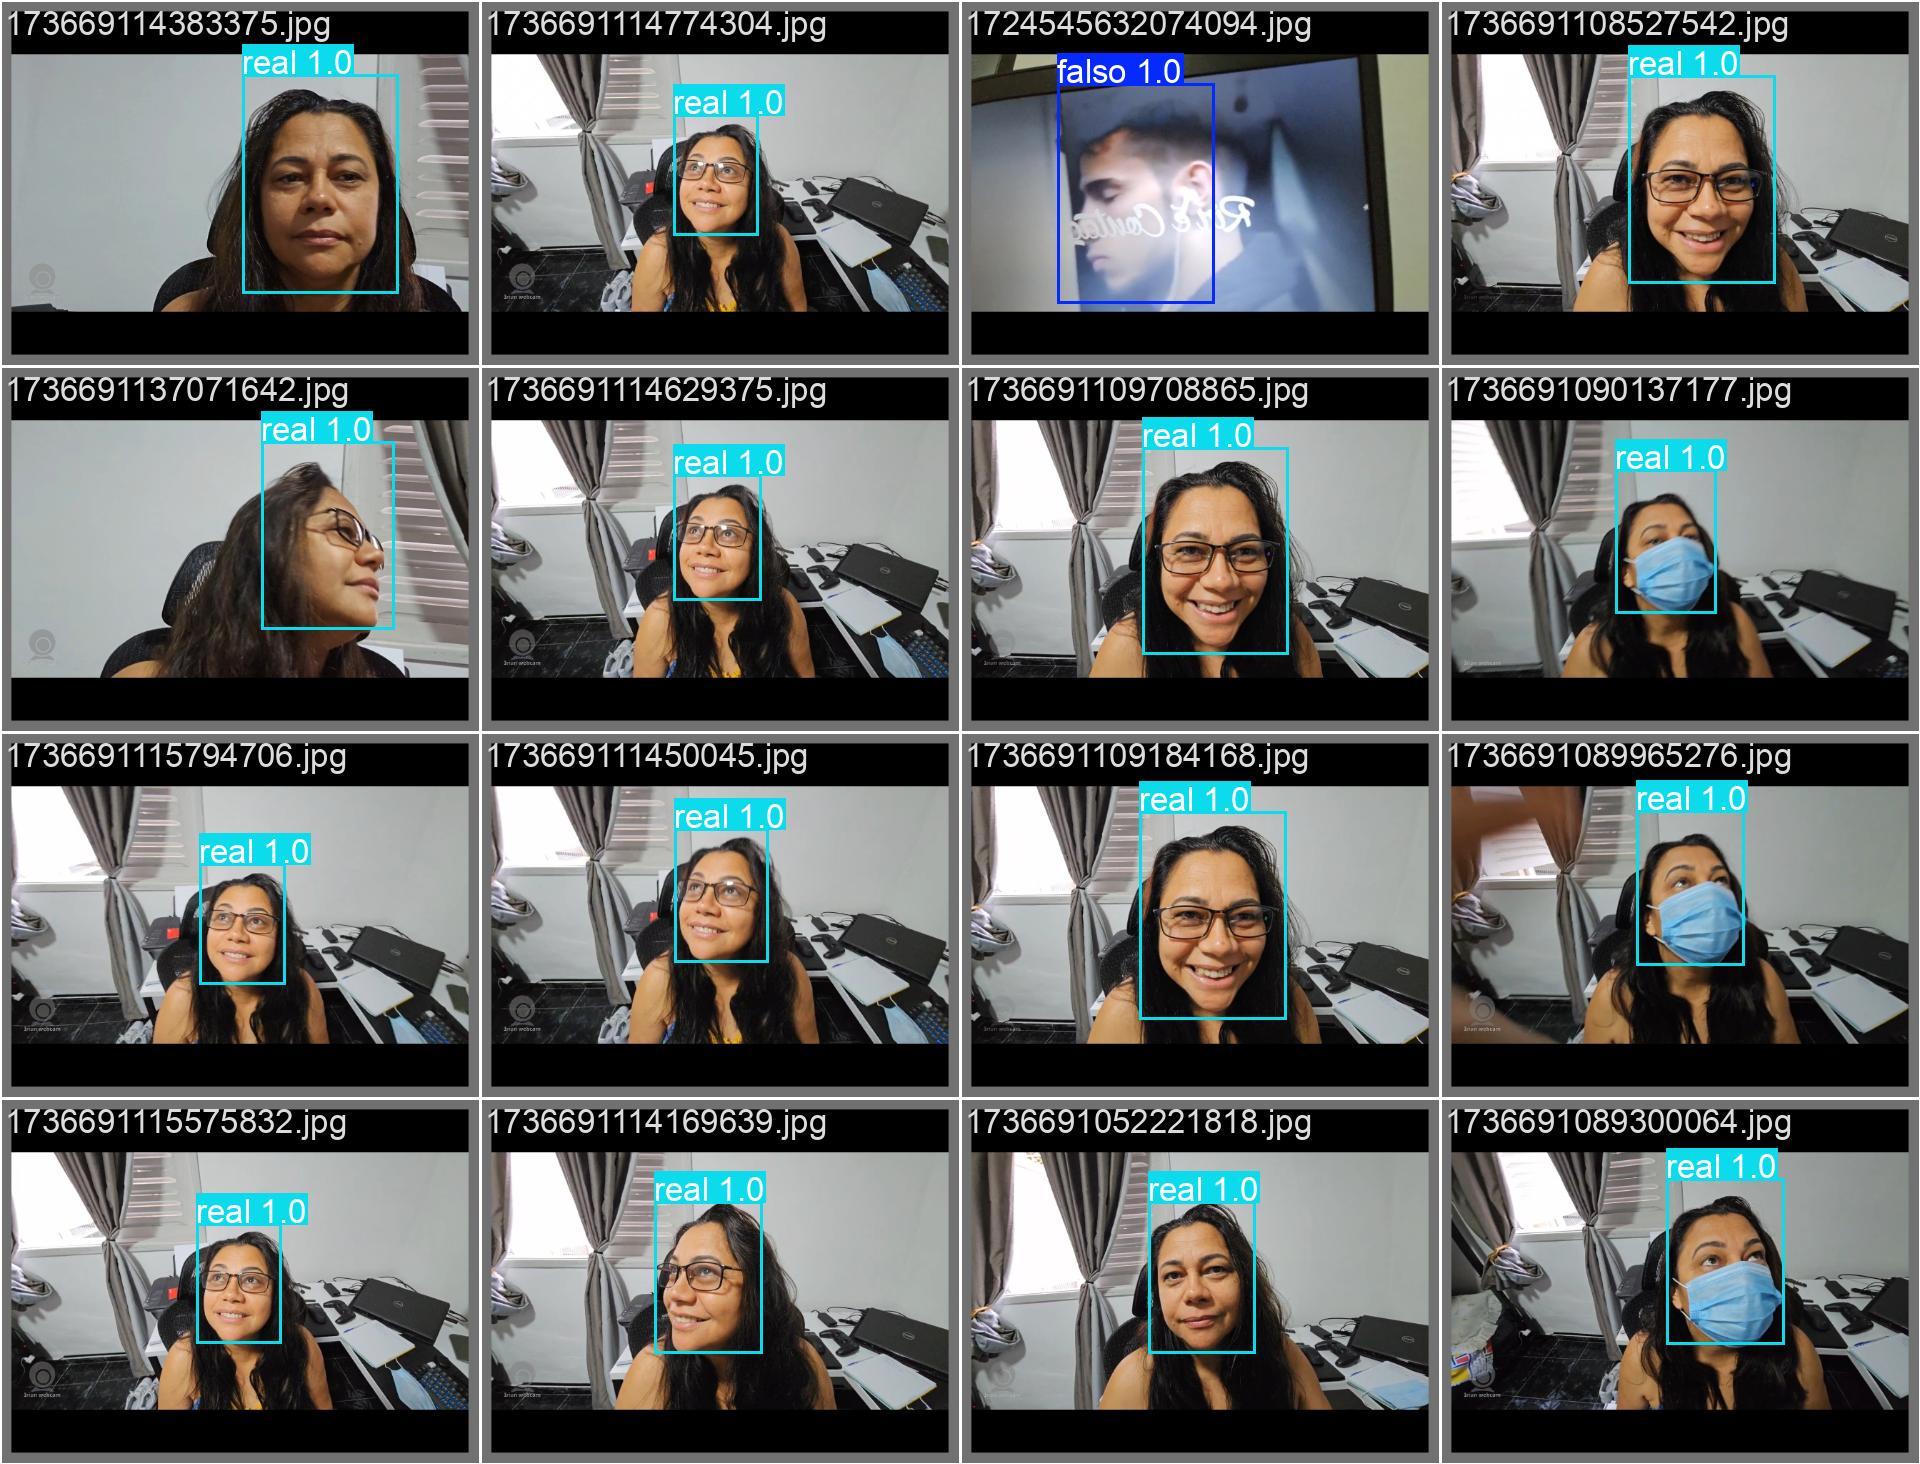 1736691114383375.jpg
real 1.0
1736691114774304.jpg
real 1.0
1724545632074094.jpg
falso 1.0
1736691108527542.jpg
real 1.0
1736691137071642.jpg
real 1.0
1736691114629375.jpg
real 1.0
1736691109708865.jpg
real 1.0
1736691090137177.jpg
real 1.0
1736691115794706.jpg
real 1.0
173669111450045.jpg
real 1.0
1736691109184168.jpg
real 1.0
1736691089965276.jpg
real 1.0
1736691115575832.jpg
real 1.0
1736691114169639.jpg
real 1.0
1736691052221818.jpg
real 1.0
1736691089300064.jpg
real 1.0